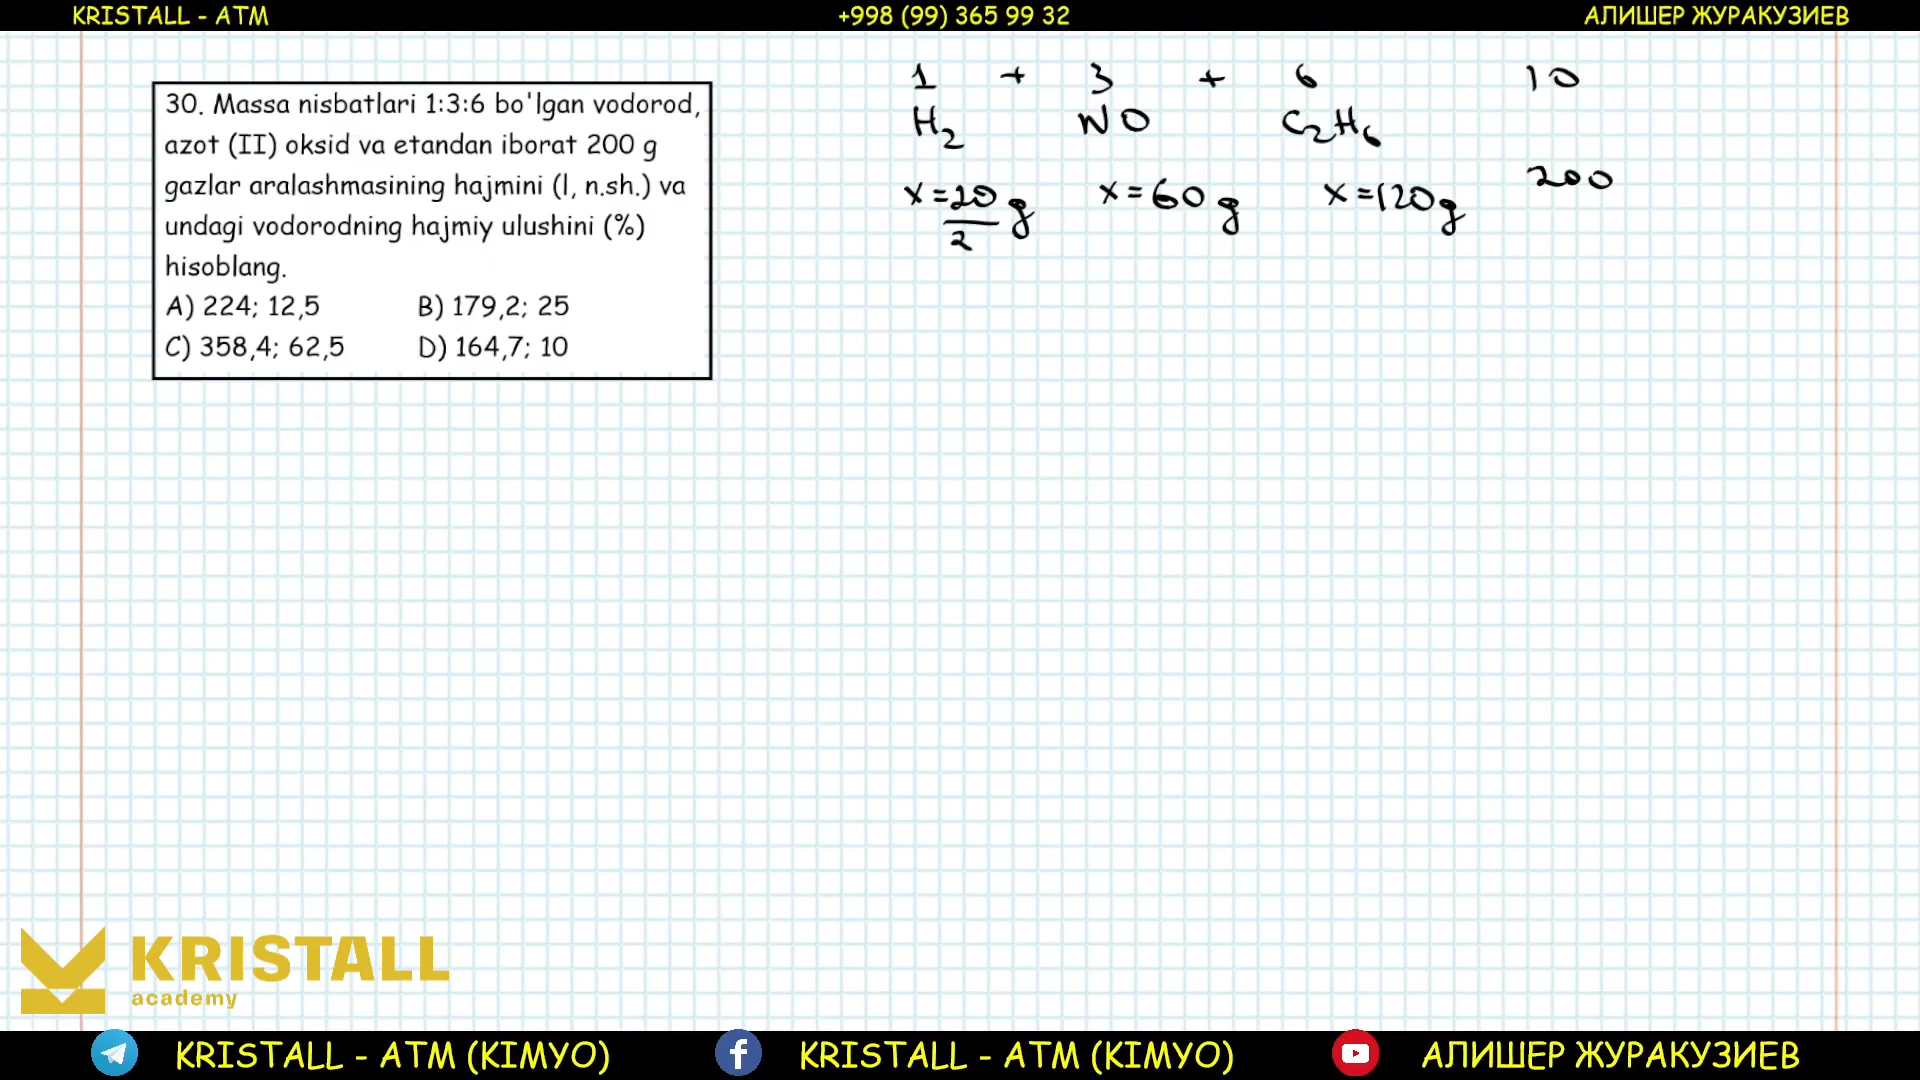 KRISTALL - ATM
+998 (99) 365 99 32
АЛИШЕР ЖУРАКУЗИЕВ
30. Massa nisbatlari 1:3:6 bo'lgan vodorod,
azot (II) oksid va etandan iborat 200 g
gazlar aralashmasining hajmini (l, n.sh.) va
undagi vodorodning hajmiy ulushini (%)
hisoblang.
A) 224; 12,5 B) 179,2; 25
C) 358,4; 62,5 D) 164,7; 10
1 + 3 + 6 10
H2 NO C2H6
x=20/2 g x=60 g x=120g 200
KRISTALL
academy
KRISTALL - ATM (KIMYO)
KRISTALL - ATM (KIMYO)
АЛИШЕР ЖУРАКУЗИЕВ